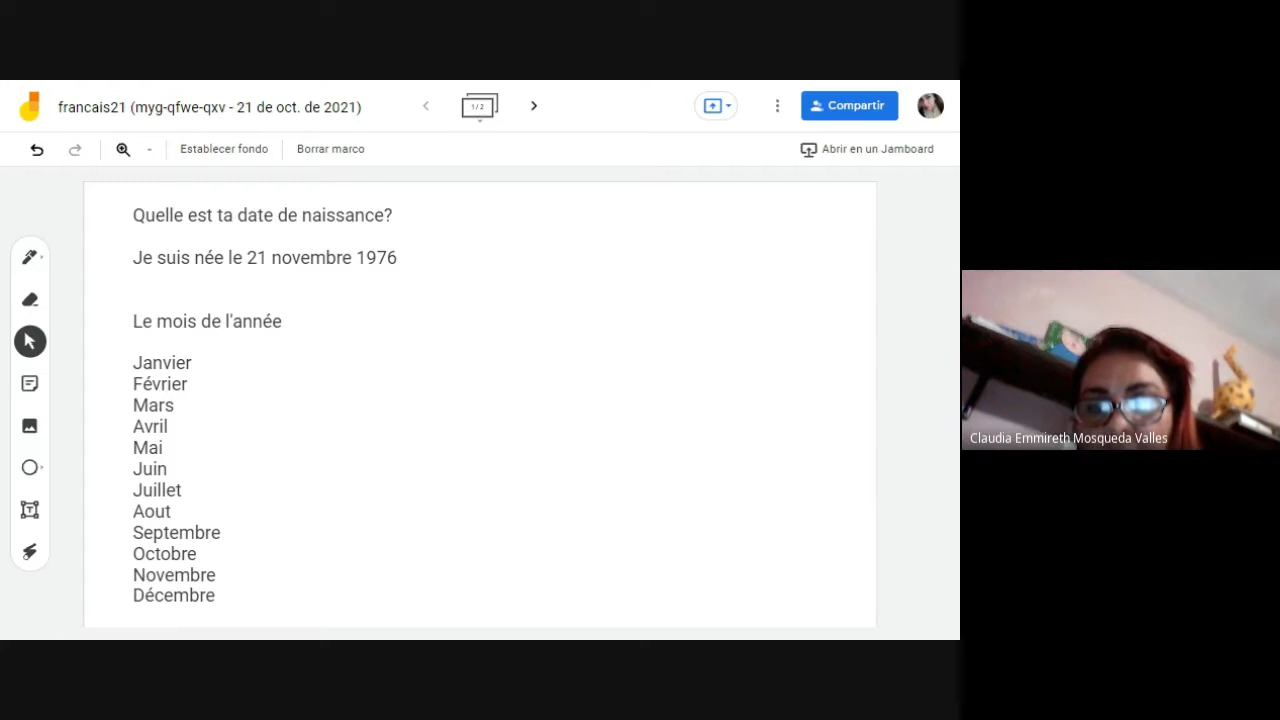 francais21 (myg-qfwe-qxv - 21 de oct. de 2021)
1 / 2
Compartir
Establecer fondo
Borrar marco
Abrir en un Jamboard
Quelle est ta date de naissance?
Je suis née le 21 novembre 1976
Le mois de l'année
Janvier
Février
Mars
Avril
Mai
Juin
Juillet
Aout
Septembre
Octobre
Novembre
Décembre
Claudia Emmireth Mosqueda Valles